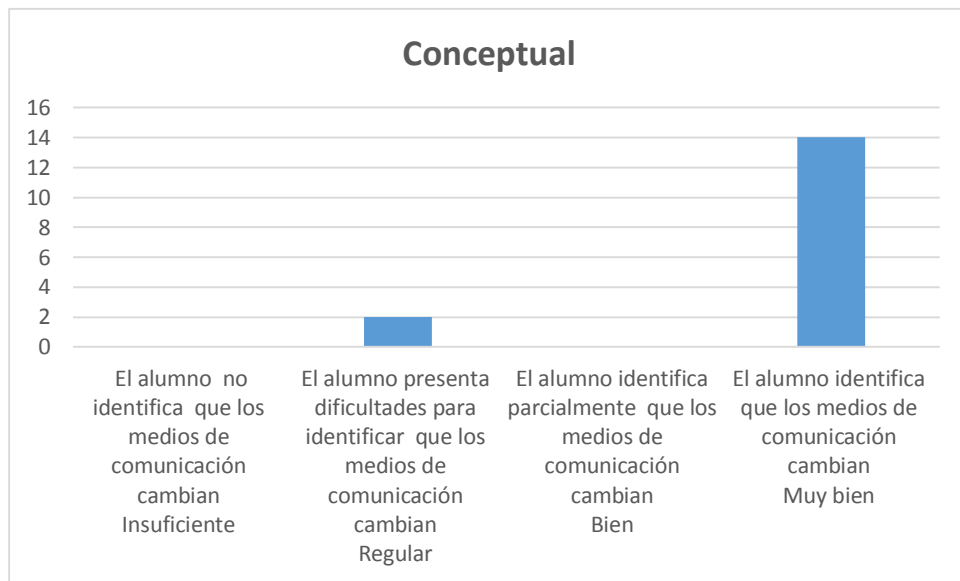 Conceptual
16
14
12
10
8
6
4
2
0
El alumno no
identifica que los
medios de
comunicación
cambian
Insuficiente
El alumno presenta
dificultades para
identificar que los
medios de
comunicación
cambian
Regular
El alumno identifica
parcialmente que los
medios de
comunicación
cambian
Bien
El alumno identifica
que los medios de
comunicación
cambian
Muy bien